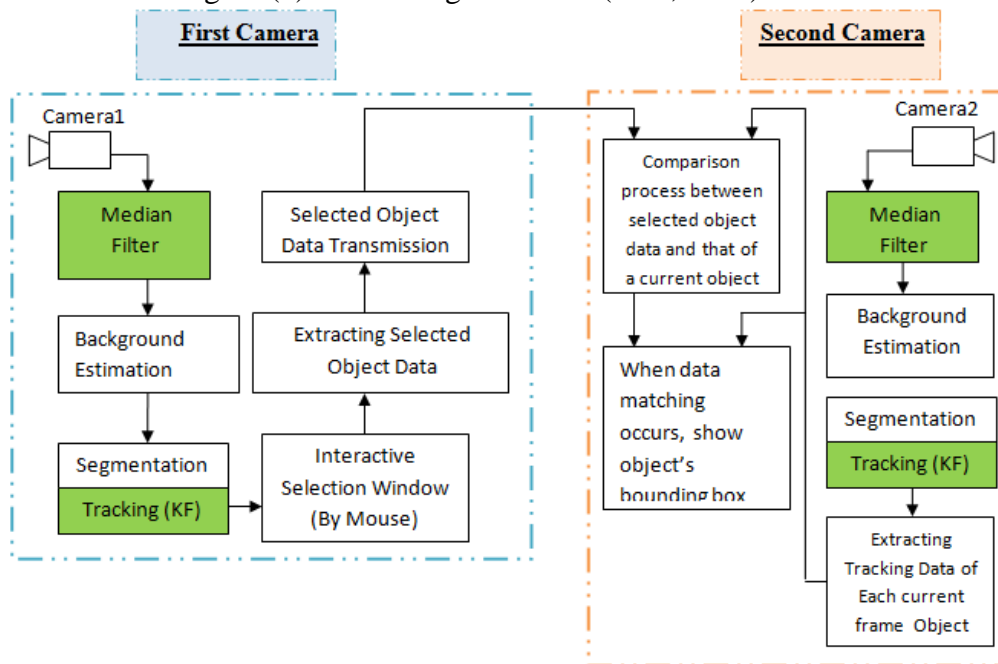 First Camera
Second Camera
Camera1
Median
Filter
Background
Estimation
Segmentation
Tracking (KF)
Selected Object
Data Transmission
Extracting Selected
Object Data
Interactive
Selection Window
(By Mouse)
Comparison
process between
selected object
data and that of
a current object
When data
matching
occurs, show
object's
bounding box
Camera2
Median
Filter
Background
Estimation
Segmentation
Tracking (KF)
Extracting
Tracking Data of
Each current
frame Object